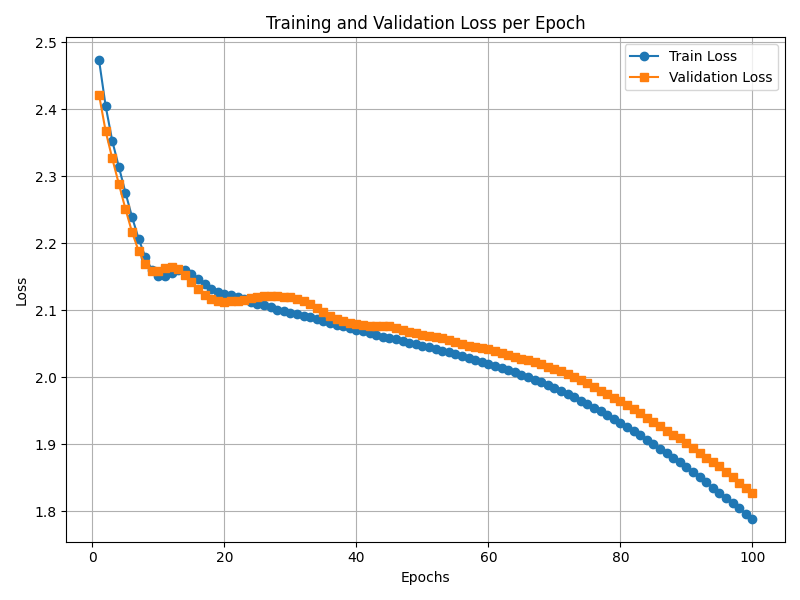 Training and Validation Loss per Epoch
Train Loss
Validation Loss
2.5
2.4
2.3
2.2
2.1
2.0
1.9
1.8
Loss
0 20 40 60 80 100
Epochs